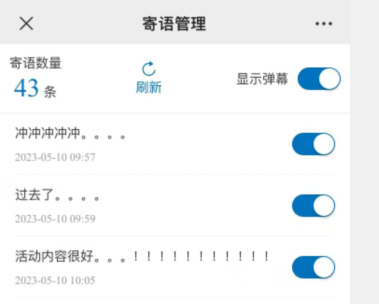 寄语管理
寄语数量
43 条
刷新
显示弹幕
冲冲冲冲冲。。。。
2023-05-10 09:57
过去了。。。。
2023-05-10 09:59
活动内容很好。。。！！！！！！！！！！！
2023-05-10 10:05